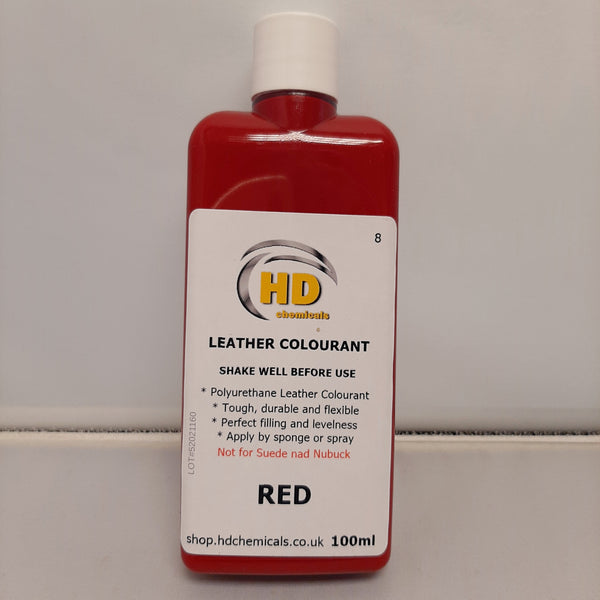 8
HD
chemicals
LEATHER COLOURANT
SHAKE WELL BEFORE USE
* Polyurethane Leather Colourant
* Tough, durable and flexible
* Perfect filling and levelness
* Apply by sponge or spray
Not for Suede nad Nubuck
LOT#52021160
RED
shop.hdchemicals.co.uk 100ml